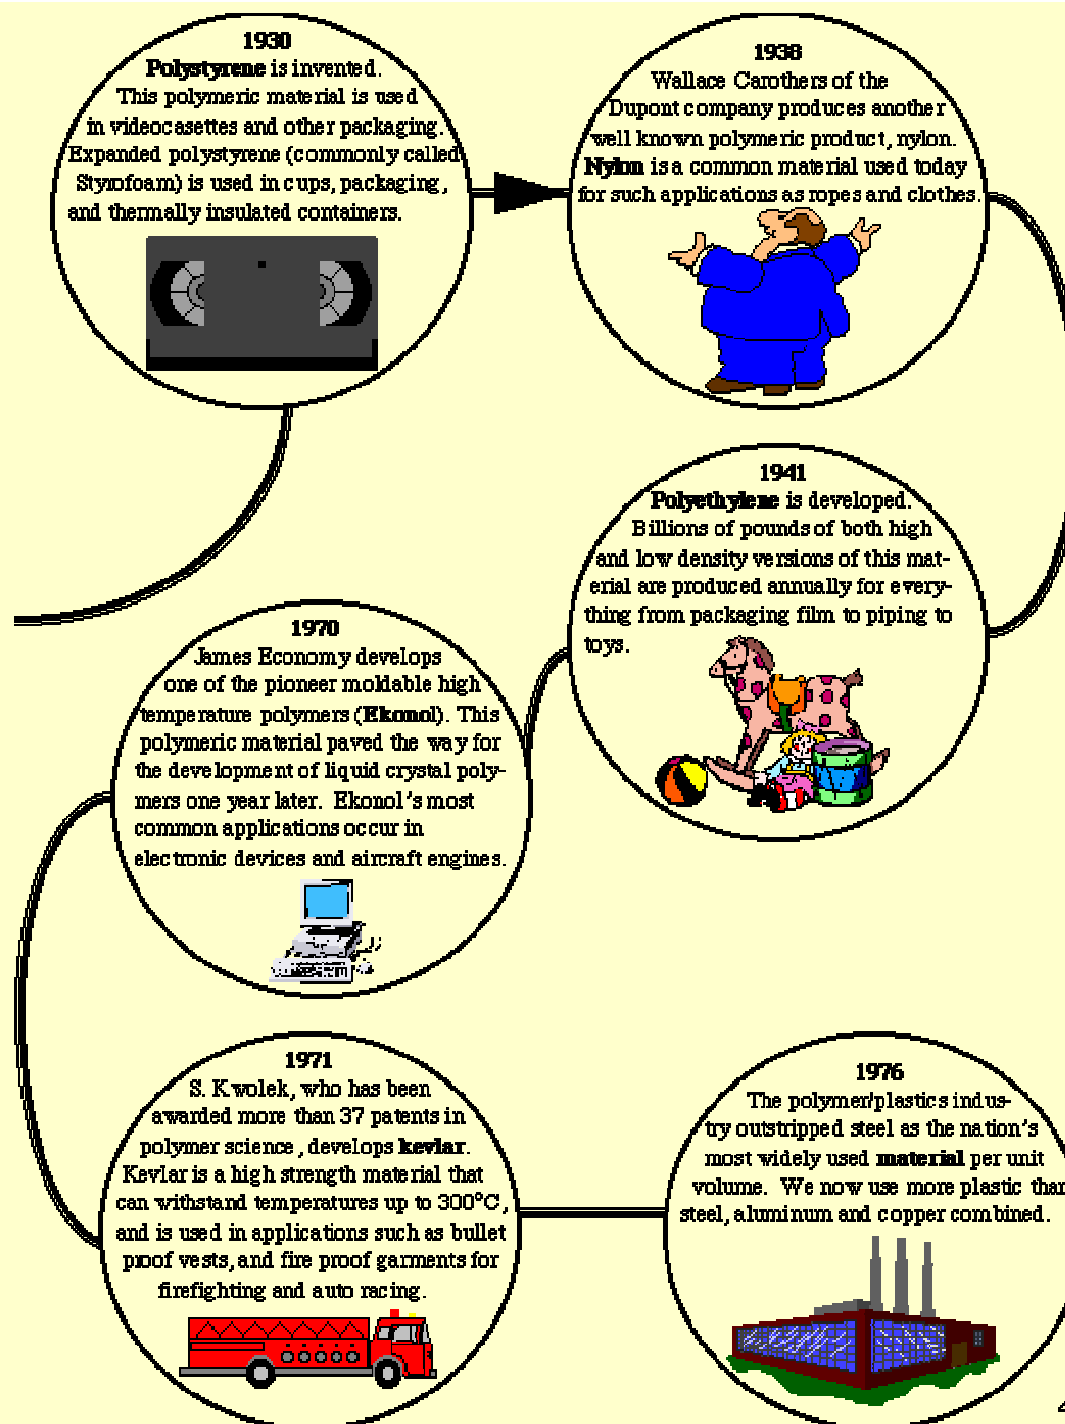 1930
Polystyrene is invented.
This polymeric material is used
in videocasettes and other packaging.
Expanded polystyrene (commonly called
Styrofoam) is used in cups, packaging,
and thermally insulated containers.
1938
Wallace Carothers of the
Dupont company produces another
well known polymeric product, nylon.
Nylon is a common material used today
for such applications as ropes and clothes.
1941
Polyethylene is developed.
Billions of pounds of both high
and low density versions of this mat-
erial are produced annually for every-
thing from packaging film to piping to
toys.
1970
James Economy develops
one of the pioneer moldable high
temperature polymers (Ekonol). This
polymeric material paved the way for
the development of liquid crystal poly-
mers one year later. Ekonol's most
common applications occur in
electronic devices and aircraft engines.
1971
S. Kwolek, who has been
awarded more than 37 patents in
polymer science, develops kevlar.
Kevlar is a high strength material that
can withstand temperatures up to 300°C,
and is used in applications such as bullet
proof vests, and fire proof garments for
firefighting and auto racing.
1976
The polymer/plastics indus-
try outstripped steel as the nation's
most widely used material per unit
volume. We now use more plastic than
steel, aluminum and copper combined.